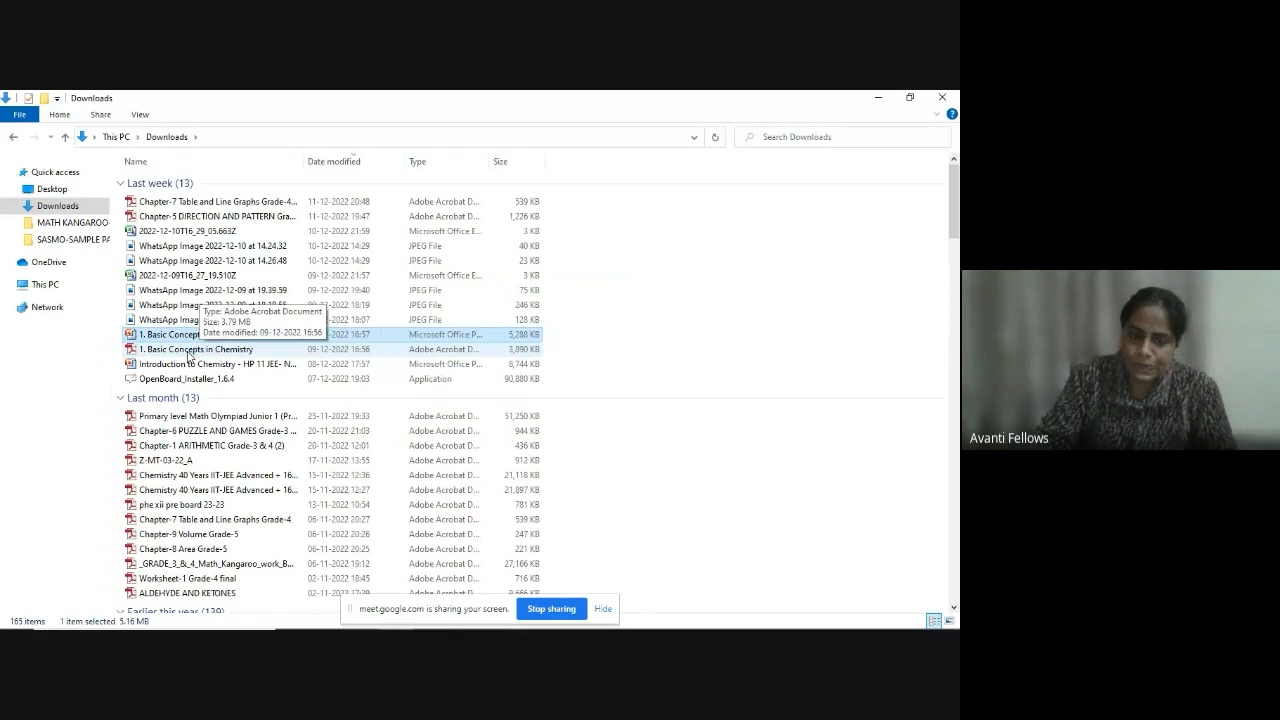 Downloads
File Home Share View
This PC Downloads
Search Downloads
Name Date modified Type Size
Quick access
Desktop
Downloads
MATH KANGAROO-
SASMO-SAMPLE PA
OneDrive
This PC
Network
Last week (13)
Chapter-7 Table and Line Graphs Grade-4... 11-12-2022 20:48 Adobe Acrobat D... 539 KB
Chapter-5 DIRECTION AND PATTERN Gra... 11-12-2022 19:47 Adobe Acrobat D... 1,226 KB
2022-12-10T16_29_05.663Z 10-12-2022 21:59 Microsoft Office E... 3 KB
WhatsApp Image 2022-12-10 at 14.24.32 10-12-2022 14:29 JPEG File 40 KB
WhatsApp Image 2022-12-10 at 14.26.48 10-12-2022 14:29 JPEG File 23 KB
2022-12-09T16_27_19.510Z 09-12-2022 21:57 Microsoft Office E... 3 KB
WhatsApp Image 2022-12-09 at 19.39.59 09-12-2022 19:40 JPEG File 75 KB
WhatsApp Image 18:19 JPEG File 246 KB
WhatsApp Imag 18:07 JPEG File 128 KB
Type: Adobe Acrobat Document
Size: 3.79 MB
Date modified: 09-12-2022 16:56
1. Basic Concept 16:57 Microsoft Office P... 5,288 KB
1. Basic Concepts in Chemistry 09-12-2022 16:56 Adobe Acrobat D... 3,890 KB
Introduction to Chemistry - HP 11 JEE- N... 08-12-2022 17:57 Microsoft Office P... 8,744 KB
OpenBoard_Installer_1.6.4 07-12-2022 19:03 Application 90,880 KB
Last month (13)
Primary level Math Olympiad Junior 1 (Pr... 25-11-2022 19:33 Adobe Acrobat D... 51,250 KB
Chapter-6 PUZZLE AND GAMES Grade-3 ... 20-11-2022 21:03 Adobe Acrobat D... 944 KB
Chapter-1 ARITHMETIC Grade-3 & 4 (2) 20-11-2022 12:01 Adobe Acrobat D... 436 KB
Z-MT-03-22_A 17-11-2022 13:55 Adobe Acrobat D... 912 KB
Chemistry 40 Years IIT-JEE Advanced + 16... 15-11-2022 12:36 Adobe Acrobat D... 21,118 KB
Chemistry 40 Years IIT-JEE Advanced + 16... 15-11-2022 12:27 Adobe Acrobat D... 21,897 KB
phe xii pre board 23-23 13-11-2022 10:54 Adobe Acrobat D... 781 KB
Chapter-7 Table and Line Graphs Grade-4 06-11-2022 20:27 Adobe Acrobat D... 539 KB
Chapter-9 Volume Grade-5 06-11-2022 20:26 Adobe Acrobat D... 247 KB
Chapter-8 Area Grade-5 06-11-2022 20:25 Adobe Acrobat D... 221 KB
_GRADE_3_&_4_Math_Kangaroo_work_B... 06-11-2022 19:12 Adobe Acrobat D... 27,166 KB
Worksheet-1 Grade-4 final 02-11-2022 18:45 Adobe Acrobat D... 716 KB
ALDEHYDE AND KETONES
Earlier this year (139)
meet.google.com is sharing your screen. Stop sharing Hide
165 items 1 item selected 5.16 MB
Avanti Fellows